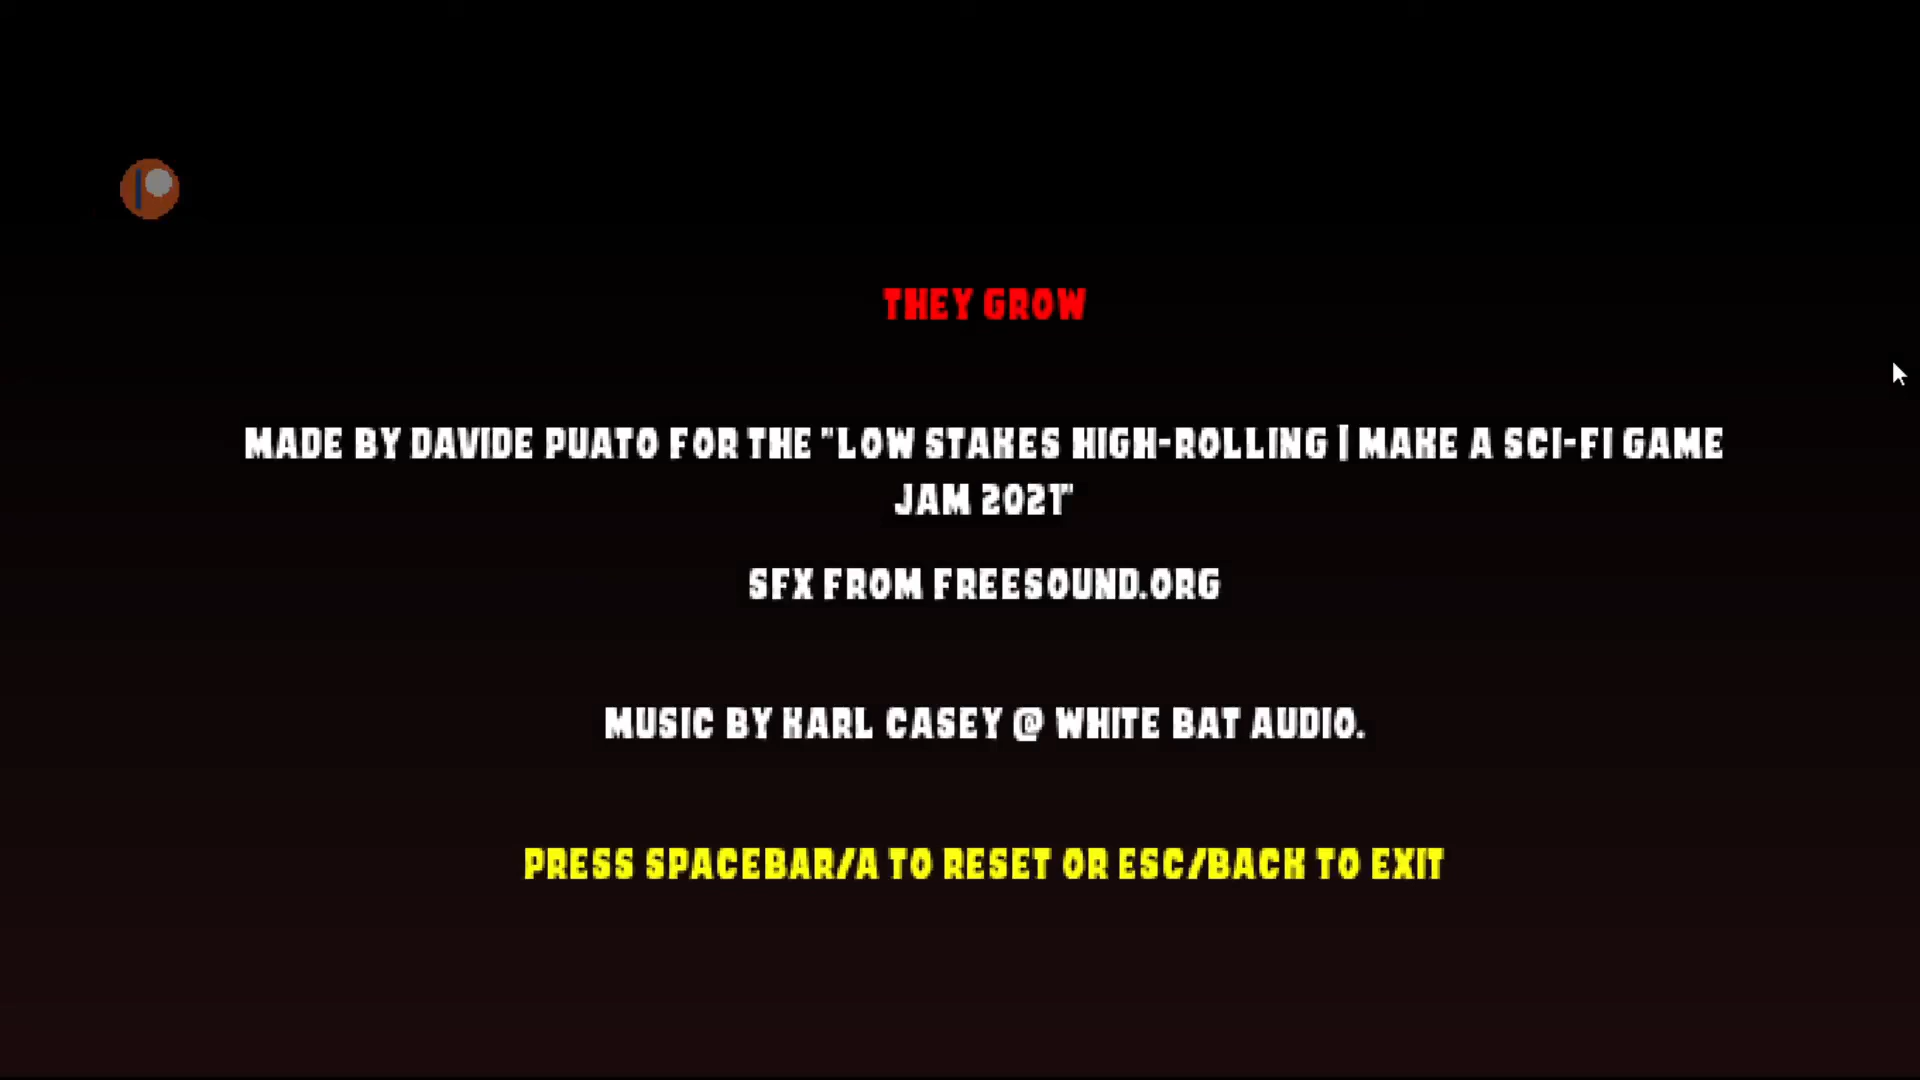 THEY GROW
MADE BY DAVIDE PUATO FOR THE "LOW STAKES HIGH-ROLLING | MAKE A SCI-FI GAME
JAM 2021"
SFX FROM FREESOUND.ORG
MUSIC BY KARL CASEY @ WHITE BAT AUDIO.
PRESS SPACEBAR/A TO RESET OR ESC/BACK TO EXIT